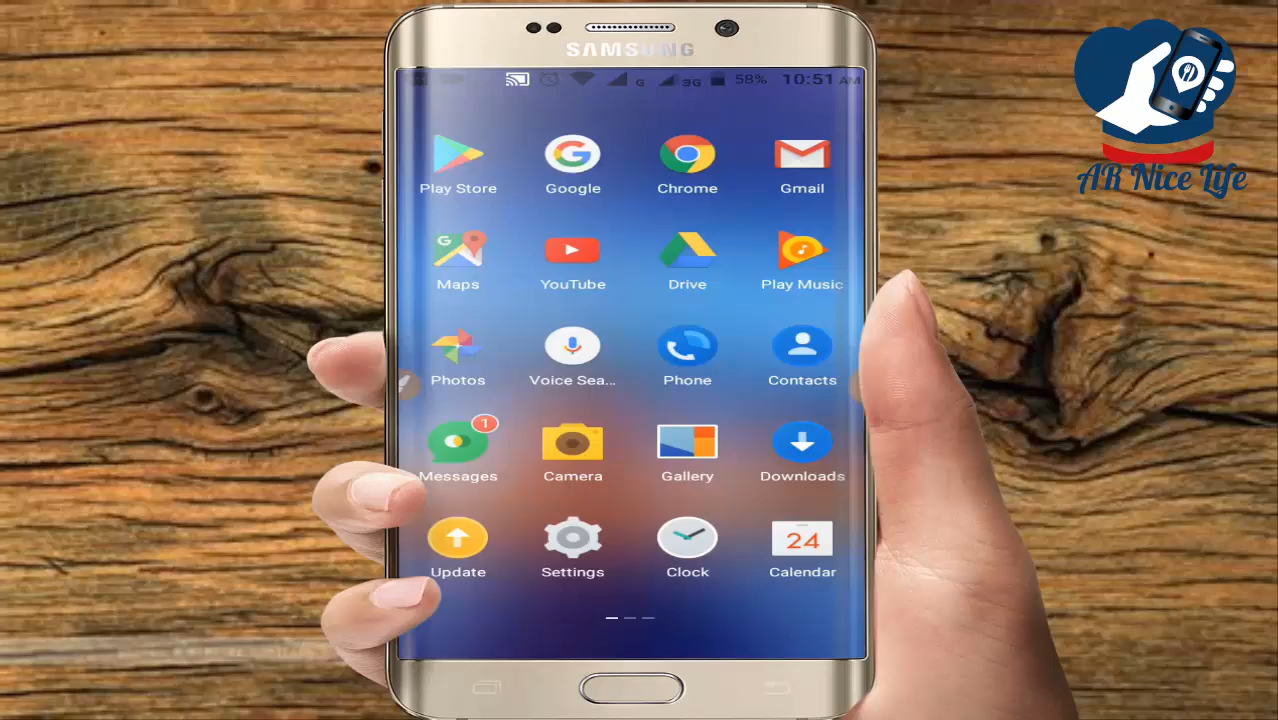 SAMSUNG
G 3G 58% 10:51 AM
AR Nice Life
Play Store Google Chrome Gmail
G
Maps YouTube Drive Play Music
Photos Voice Sea... Phone Contacts
1
Messages Camera Gallery Downloads
24
Update Settings Clock Calendar